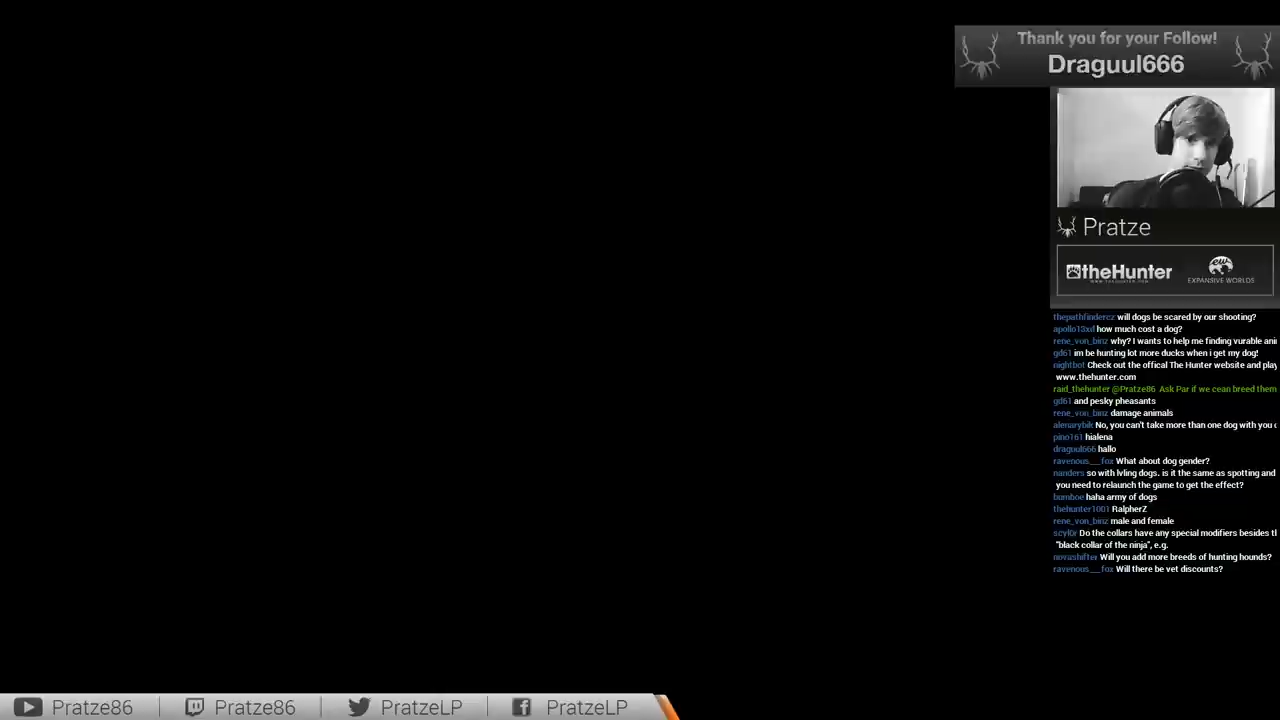 Thank you for your Follow!
Draguul666
Pratze
theHunter
EXPANSIVE WORLDS
thepathfindercz will dogs be scared by our shooting?
apollo13xvl how much cost a dog?
rene_von_binz why? I wants to help me finding vurable ani
gd61 im be hunting lot more ducks when i get my dog!
nightbot Check out the offical The Hunter website and play
www.thehunter.com
raid_thehunter @Pratze86 Ask Par if we cean breed them
gd61 and pesky pheasants
rene_von_binz damage animals
alenarybik No, you can't take more than one dog with you
pino161 hialena
draguul666 hallo
ravenous__fox What about dog gender?
nanders so with lvling dogs. is it the same as spotting and
you need to relaunch the game to get the effect?
bumboe haha army of dogs
thehunter1001 RalpherZ
rene_von_binz male and female
scyl0r Do the collars have any special modifiers besides t
"black collar of the ninja", e.g.
novashifter Will you add more breeds of hunting hounds?
ravenous__fox Will there be vet discounts?
Pratze86 Pratze86 PratzeLP PratzeLP